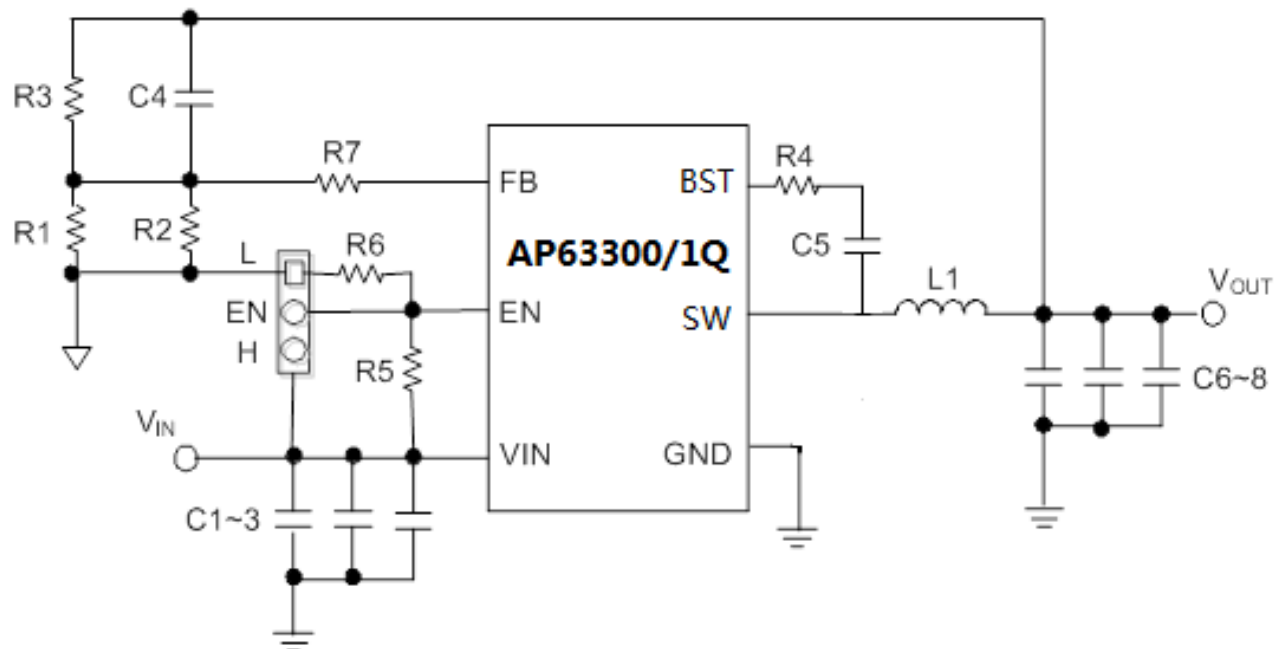 R3
C4
R7
FB
BST
R4
R1
R2
L
R6
AP63300/1Q
C5
L1
VOUT
EN
EN
SW
H
R5
C6~8
VIN
VIN
GND
C1~3